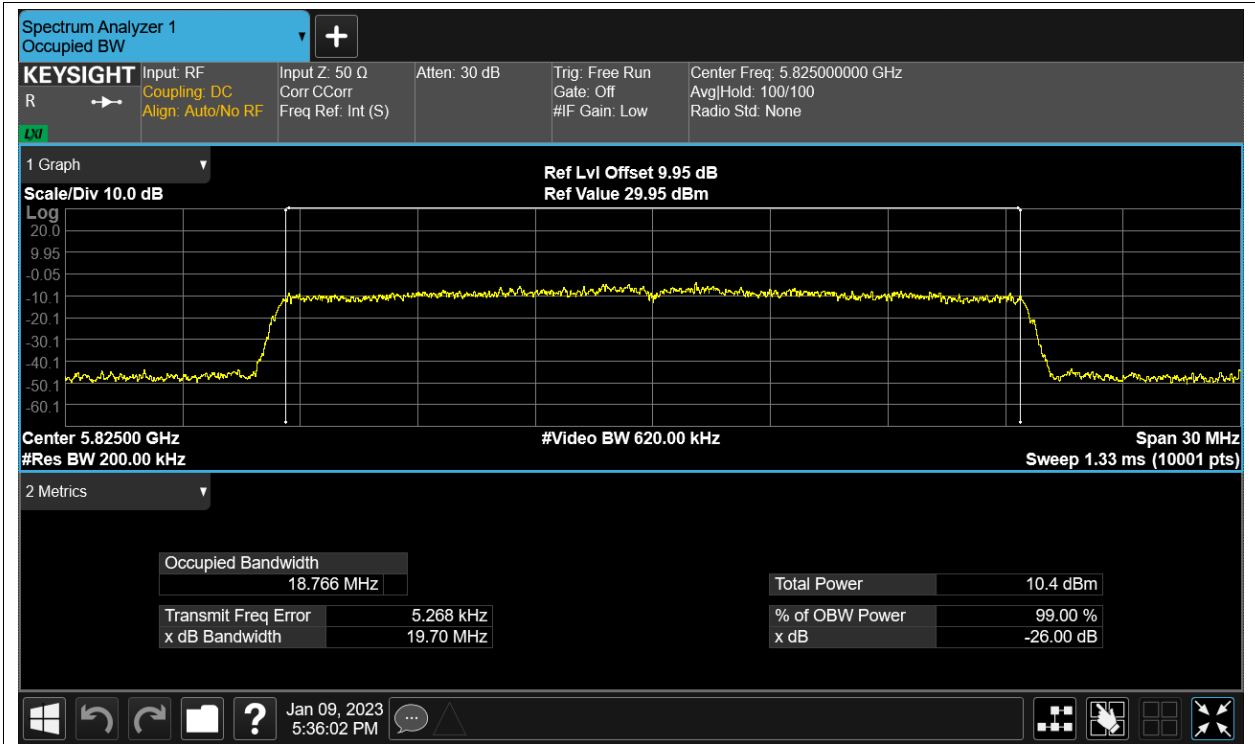 Spectrum Analyzer 1
Occupied BW
KEYSIGHT
R
LXI
Input: RF
Coupling: DC
Align: Auto/No RF
Input Z: 50 Ω
Corr CCorr
Freq Ref: Int (S)
Atten: 30 dB
Trig: Free Run
Gate: Off
#IF Gain: Low
Center Freq: 5.825000000 GHz
Avg|Hold: 100/100
Radio Std: None
1 Graph
Scale/Div 10.0 dB
Ref Lvl Offset 9.95 dB
Ref Value 29.95 dBm
Log
20.0
9.95
-0.05
-10.1
-20.1
-30.1
-40.1
-50.1
-60.1
Center 5.82500 GHz
#Video BW 620.00 kHz
Span 30 MHz
#Res BW 200.00 kHz
Sweep 1.33 ms (10001 pts)
2 Metrics
Occupied Bandwidth
18.766 MHz
Transmit Freq Error 5.268 kHz
x dB Bandwidth 19.70 MHz
Total Power 10.4 dBm
% of OBW Power 99.00 %
x dB -26.00 dB
?
Jan 09, 2023
5:36:02 PM